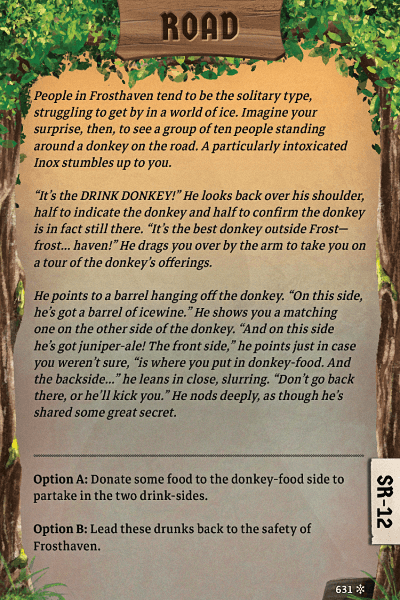 ROAD
People in Frosthaven tend to be the solitary type,
struggling to get by in a world of ice. Imagine your
surprise, then, to see a group of ten people standing
around a donkey on the road. A particularly intoxicated
Inox stumbles up to you.
“It’s the DRINK DONKEY!” He looks back over his shoulder,
half to indicate the donkey and half to confirm the donkey
is in fact still there. “It’s the best donkey outside Frost—
frost... haven!” He drags you over by the arm to take you on
a tour of the donkey’s offerings.
He points to a barrel hanging off the donkey. “On this side,
he’s got a barrel of icewine.” He shows you a matching
one on the other side of the donkey. “And on this side
he’s got juniper-ale! The front side,” he points just in case
you weren’t sure, “is where you put in donkey-food. And
the backside...” he leans in close, slurring. “Don’t go back
there, or he’ll kick you.” He nods deeply, as though he’s
shared some great secret.
Option A: Donate some food to the donkey-food side to
partake in the two drink-sides.
Option B: Lead these drunks back to the safety of
Frosthaven.
SR-12
631